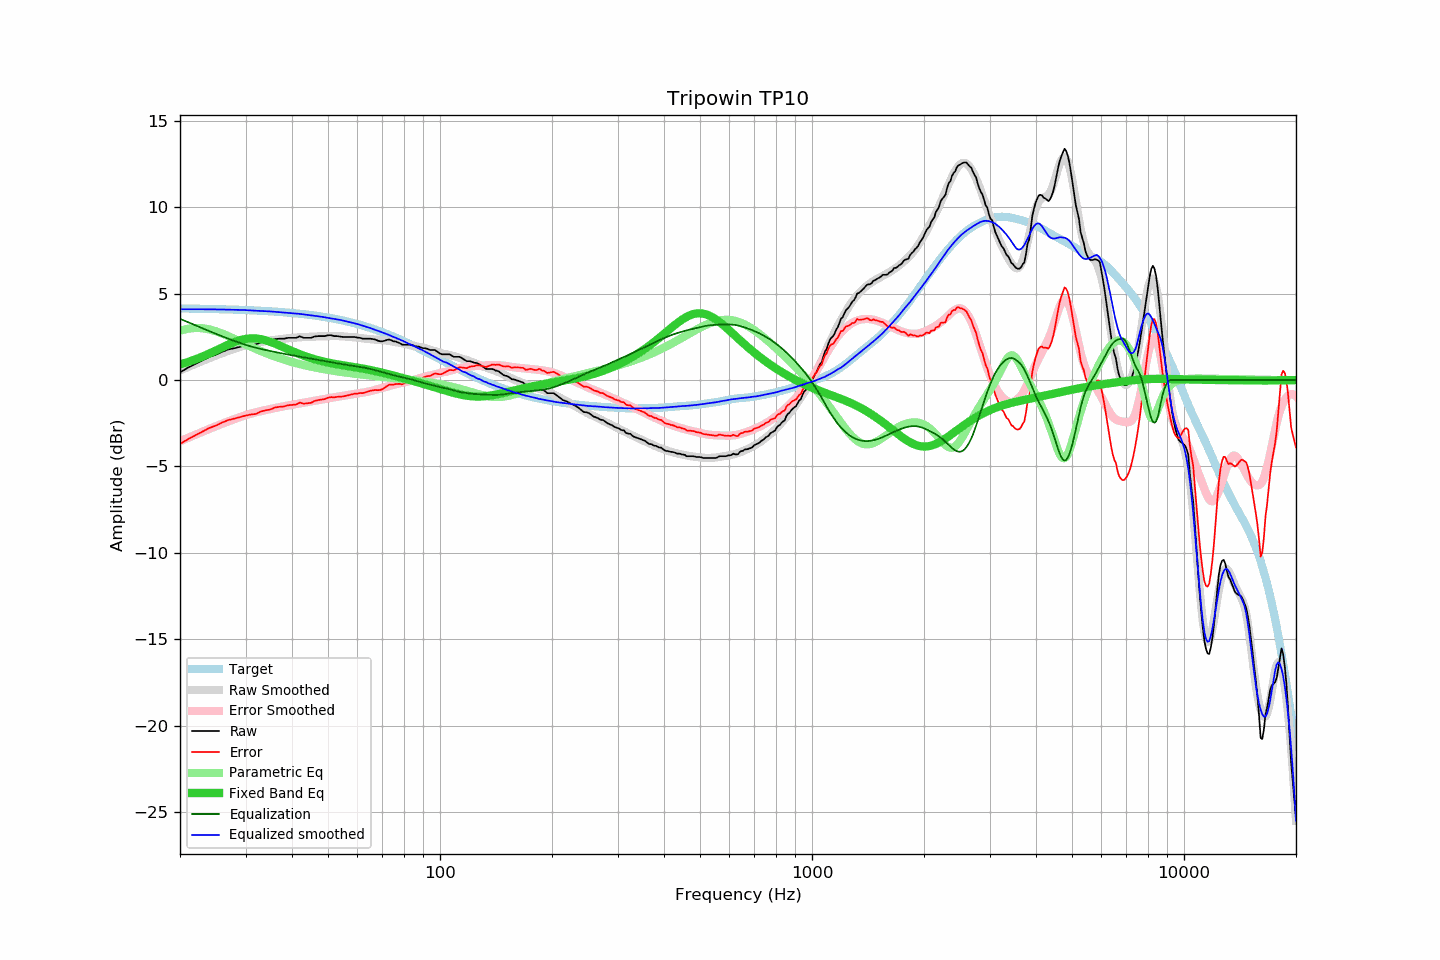 Tripowin TP10
15
10
5
0
−5
−10
−15
−20
−25
Amplitude (dBr)
Target
Raw Smoothed
Error Smoothed
Raw
Error
Parametric Eq
Fixed Band Eq
Equalization
Equalized smoothed
100
1000
10000
Frequency (Hz)